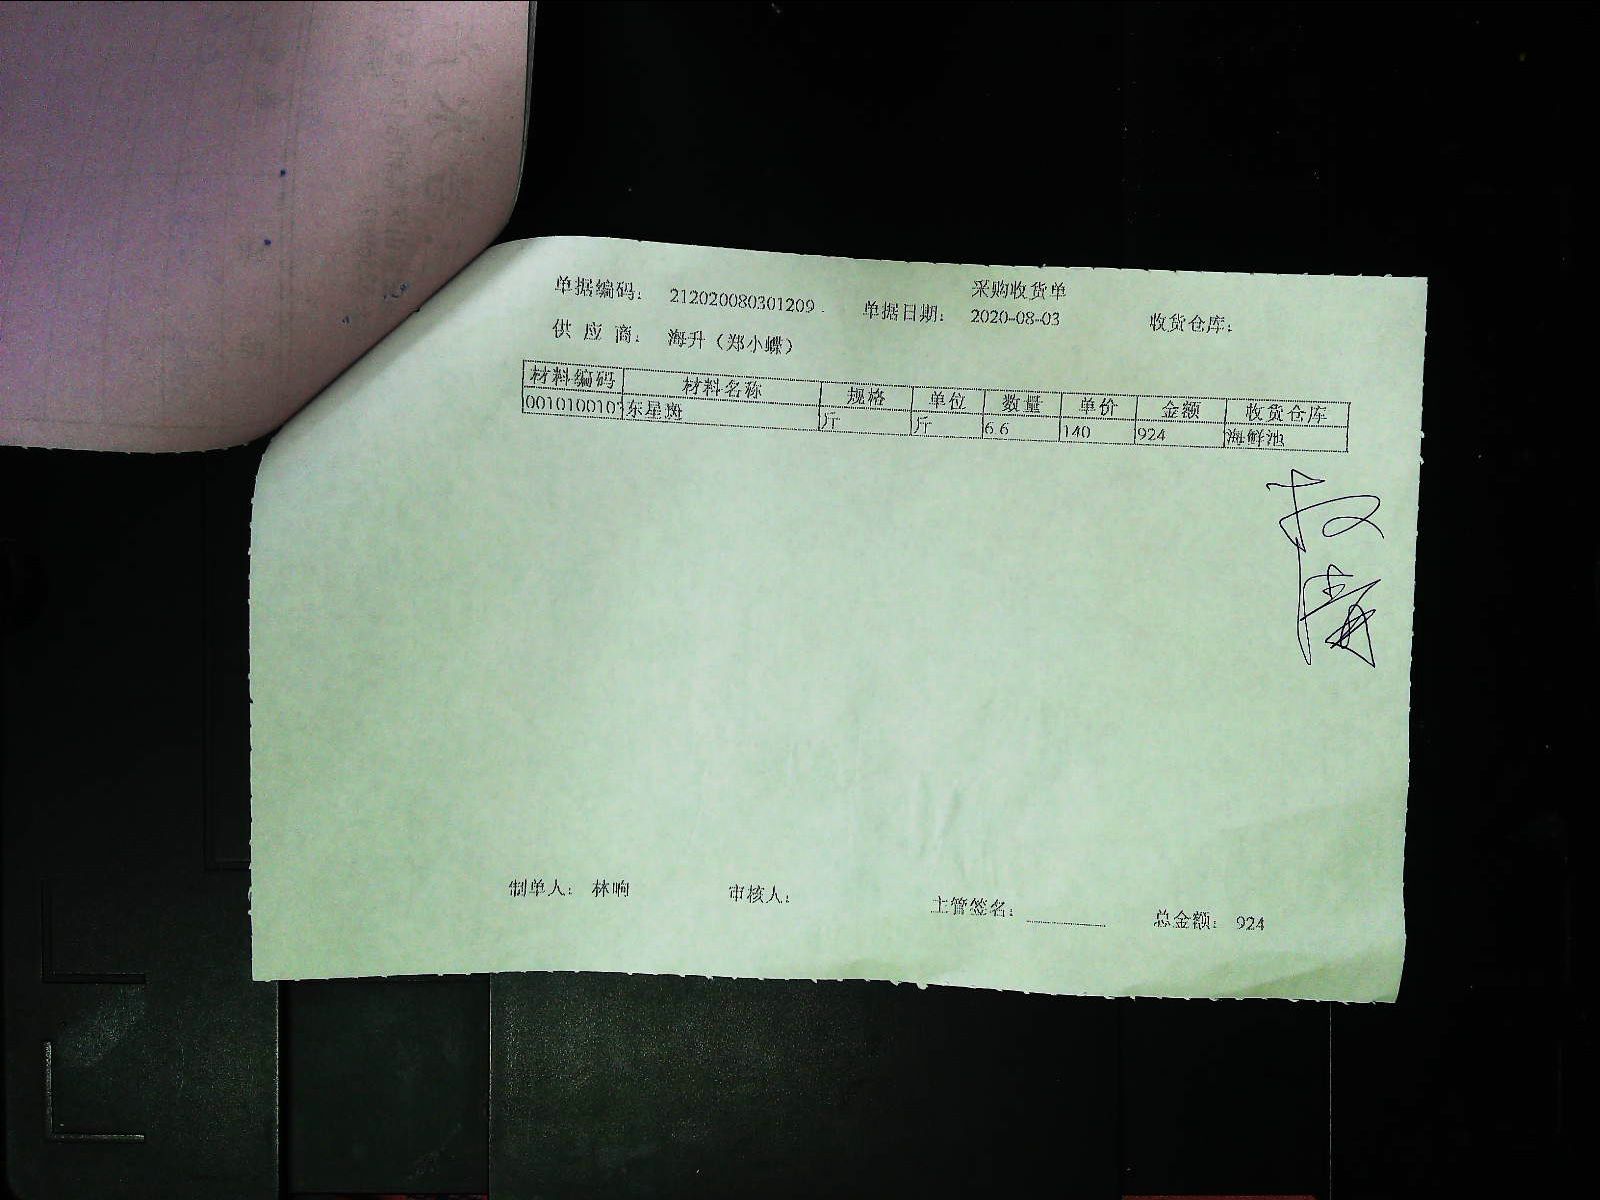 采购收货单
单据编码： 212020080301209 单据日期： 2020-08-03 收货仓库：
供 应 商： 海升（郑小蝶）
材料编码 材料名称 规格 单位 数量 单价 金额 收货仓库
001010010 东星斑 斤 斤 6.6 140 924 海鲜池
制单人： 林响 审核人： 主管签名： 总金额： 924